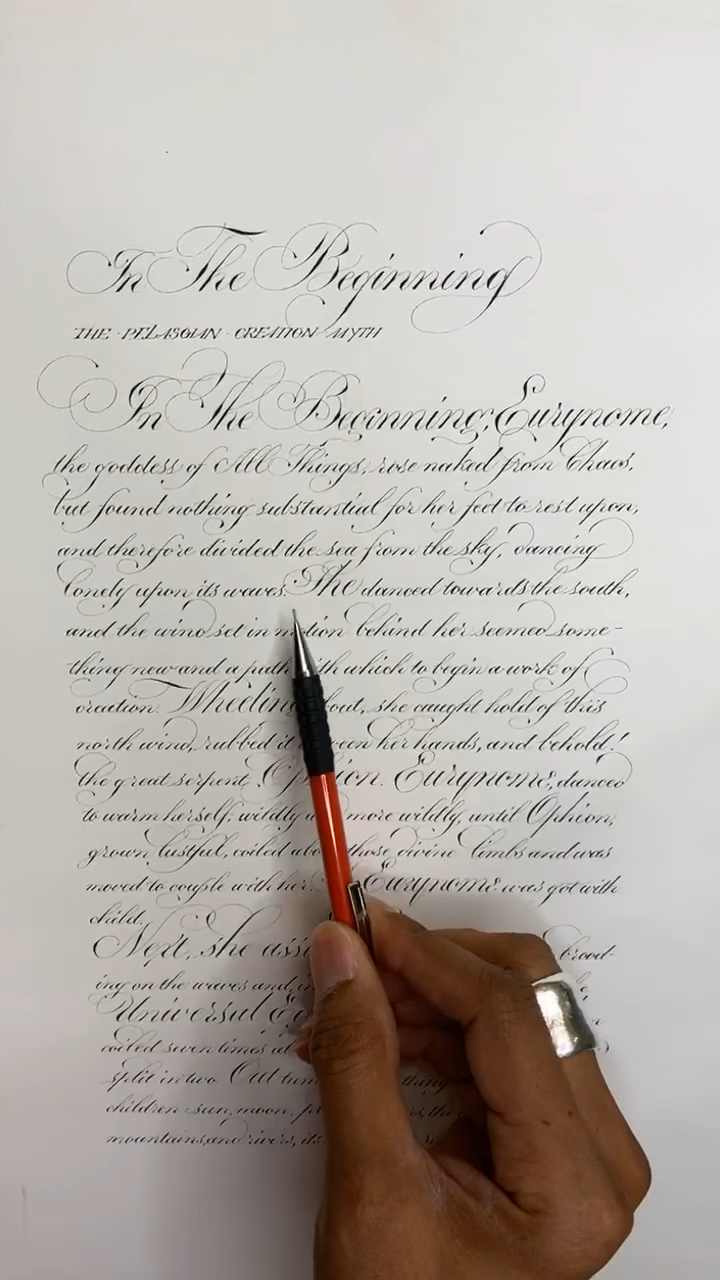 In The Beginning
THE · PELASGIAN · CREATION MYTH
In The Beginning, Eurynome,
the goddess of All Things, rose naked from Chaos,
but found nothing substantial for her feet to rest upon,
and therefore divided the sea from the sky, dancing
lonely upon its waves. She danced towards the south,
and the wind set in motion behind her seemed some-
thing new and a path with which to begin a work of
creation. Wheeling about, she caught hold of this
north wind, rubbed it between her hands, and behold!
the great serpent Ophion. Eurynome, danced
to warm herself, wildly and more wildly, until Ophion,
grown lustful, coiled about those divine limbs and was
moved to couple with her. Eurynome was got with
child.
Next, she brood-
ing on the waves and,
Universal
coiled seven times
split in two. Out
children - sun, moon,
mountains, and rivers, its